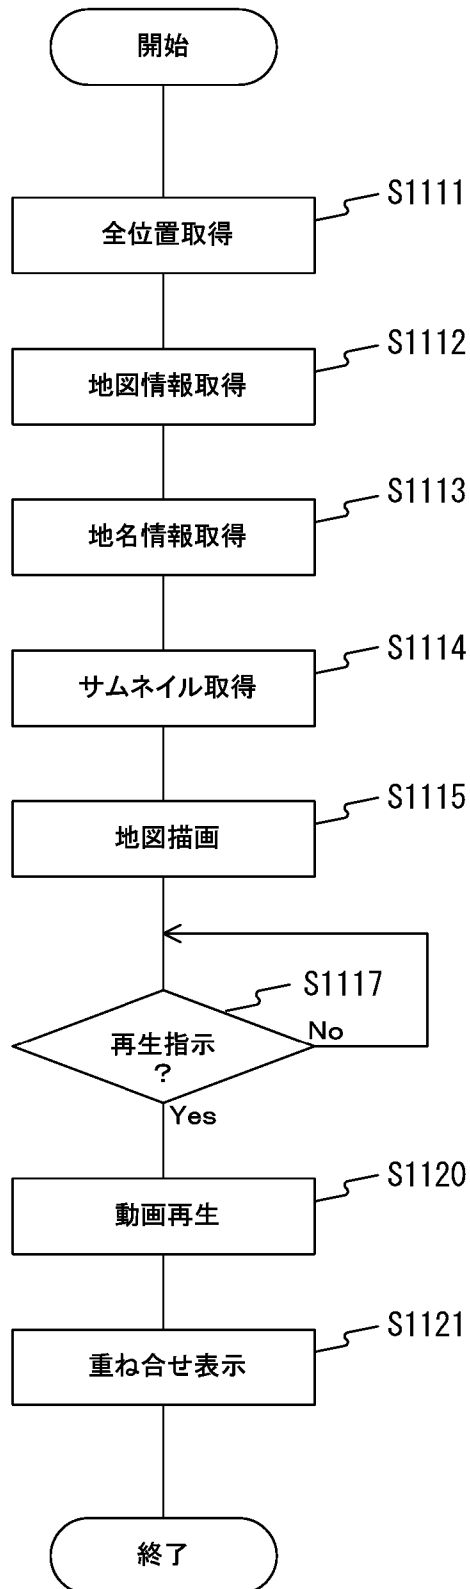 開始
S1111
全位置取得
S1112
地図情報取得
S1113
地名情報取得
S1114
サムネイル取得
S1115
地図描画
S1117
再生指示
?
No
Yes
S1120
動画再生
S1121
重ね合せ表示
終了